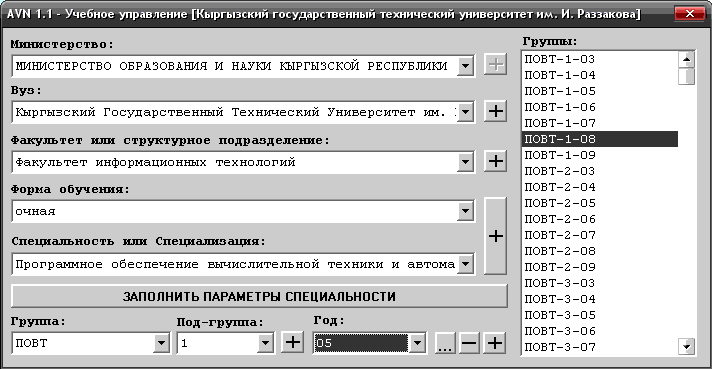 AVN 1.1 - Учебное управление [Кыргызский государственный технический университет им. И. Раззакова]
Министерство:
МИНИСТЕРСТВО ОБРАЗОВАНИЯ И НАУКИ КЫРГЫЗСКОЙ РЕСПУБЛИКИ
Вуз:
Кыргызский Государственный Технический Университет им.
Факультет или структурное подразделение:
Факультет информационных технологий
Форма обучения:
очная
Специальность или Специализация:
Программное обеспечение вычислительной техники и автома
ЗАПОЛНИТЬ ПАРАМЕТРЫ СПЕЦИАЛЬНОСТИ
Группа: Под-группа: Год:
ПОВТ 1 + 05 ... − +
Группы:
ПОВТ-1-03
ПОВТ-1-04
ПОВТ-1-05
ПОВТ-1-06
ПОВТ-1-07
ПОВТ-1-08
ПОВТ-1-09
ПОВТ-2-03
ПОВТ-2-04
ПОВТ-2-05
ПОВТ-2-06
ПОВТ-2-07
ПОВТ-2-08
ПОВТ-2-09
ПОВТ-3-03
ПОВТ-3-04
ПОВТ-3-05
ПОВТ-3-06
ПОВТ-3-07